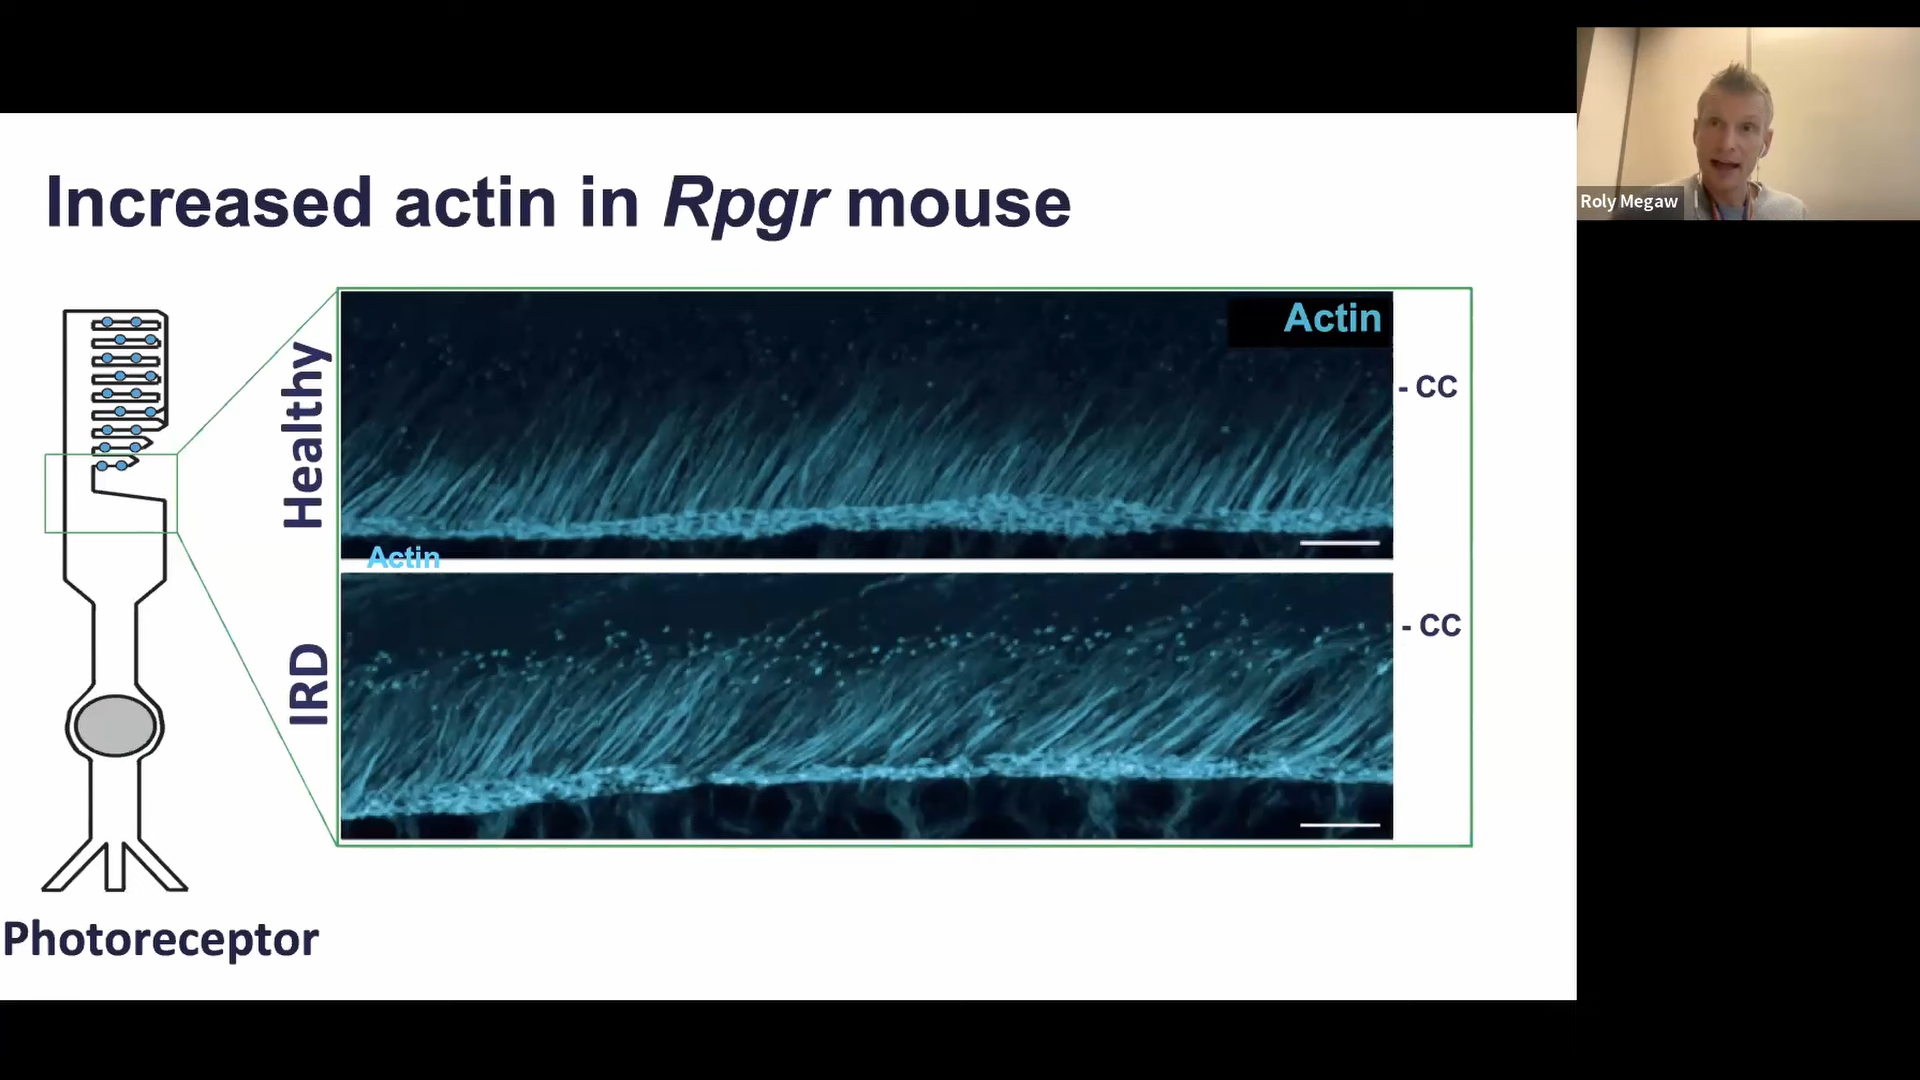 Increased actin in Rpgr mouse
Roly Megaw
Healthy
Actin
- CC
Actin
IRD
- CC
Photoreceptor